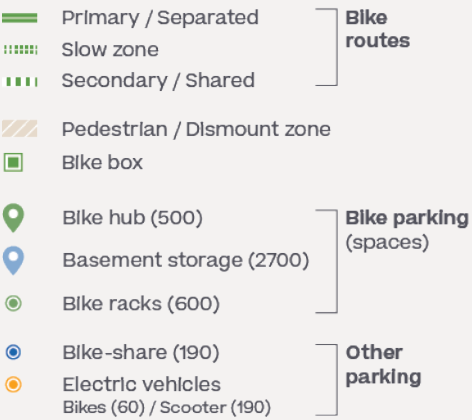 Primary / Separated
Slow zone
Secondary / Shared
Bike
routes
Pedestrian / Dismount zone
Bike box
Bike hub (500)
Basement storage (2700)
Bike racks (600)
Bike parking
(spaces)
Bike-share (190)
Electric vehicles
Bikes (60) / Scooter (190)
Other
parking